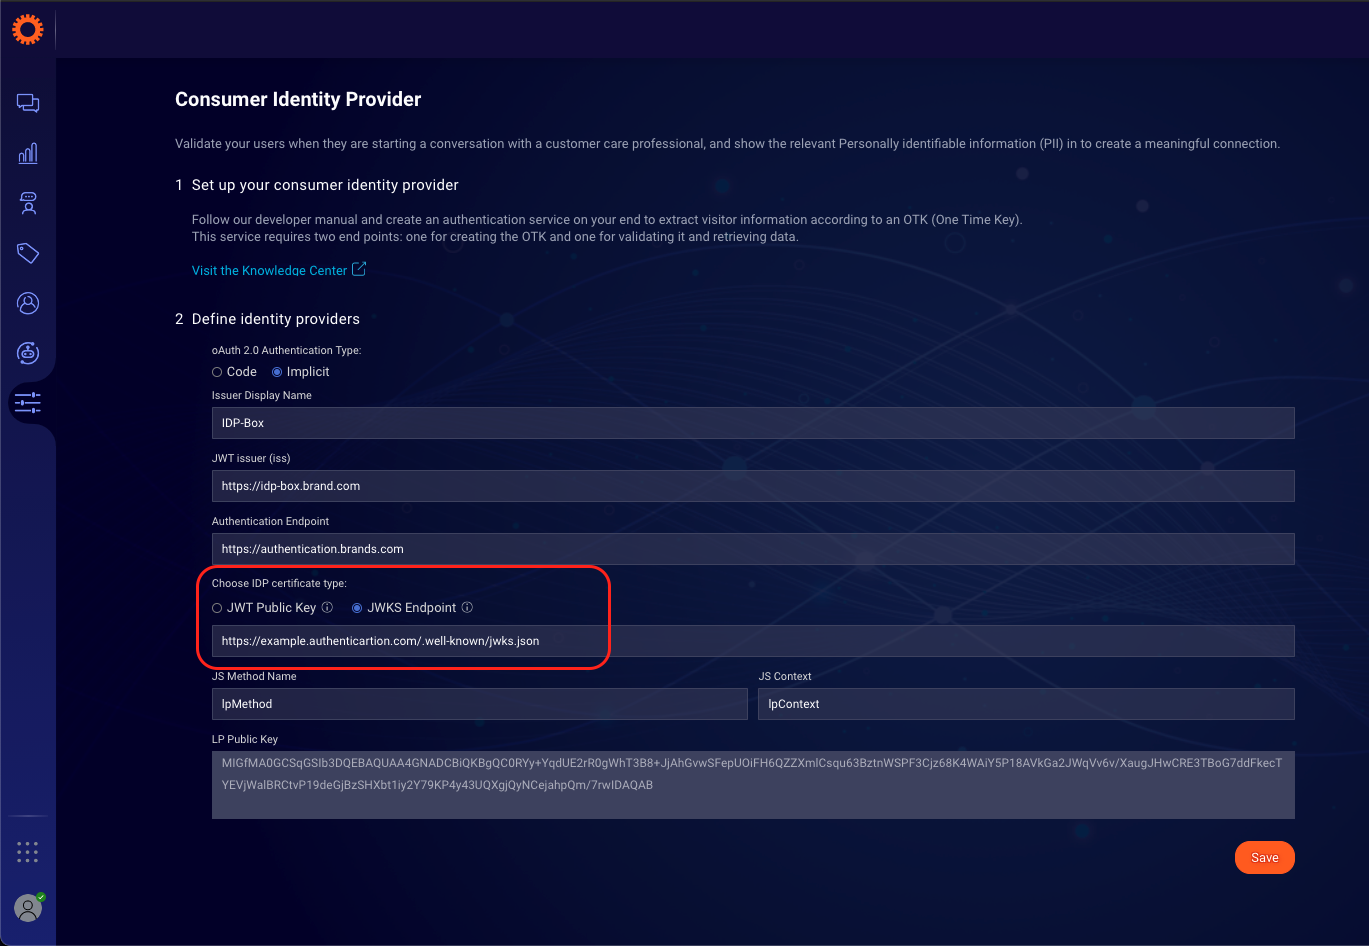 Consumer Identity Provider
Validate your users when they are starting a conversation with a customer care professional, and show the relevant Personally identifiable information (PII) in to create a meaningful connection.
1 Set up your consumer identity provider
Follow our developer manual and create an authentication service on your end to extract visitor information according to an OTK (One Time Key).
This service requires two end points: one for creating the OTK and one for validating it and retrieving data.
Visit the Knowledge Center
2 Define identity providers
oAuth 2.0 Authentication Type:
Code Implicit
Issuer Display Name
IDP-Box
JWT issuer (iss)
https://idp-box.brand.com
Authentication Endpoint
https://authentication.brands.com
Choose IDP certificate type:
JWT Public Key JWKS Endpoint
https://example.authenticartion.com/.well-known/jwks.json
JS Method Name JS Context
lpMethod lpContext
LP Public Key
MIGfMA0GCSqGSIb3DQEBAQUAA4GNADCBiQKBgQC0RYy+YqdUE2rR0gWhT3B8+JjAhGvwSFepUOiFH6QZZXmlCsqu63BztnWSPF3Cjz68K4WAiY5P18AVkGa2JWqVv6v/XaugJHwCRE3TBoG7ddFkecT
YEVjWalBRCtvP19deGjBzSHXbt1iy2Y79KP4y43UQXgjQyNCejahpQm/7rwIDAQAB
Save